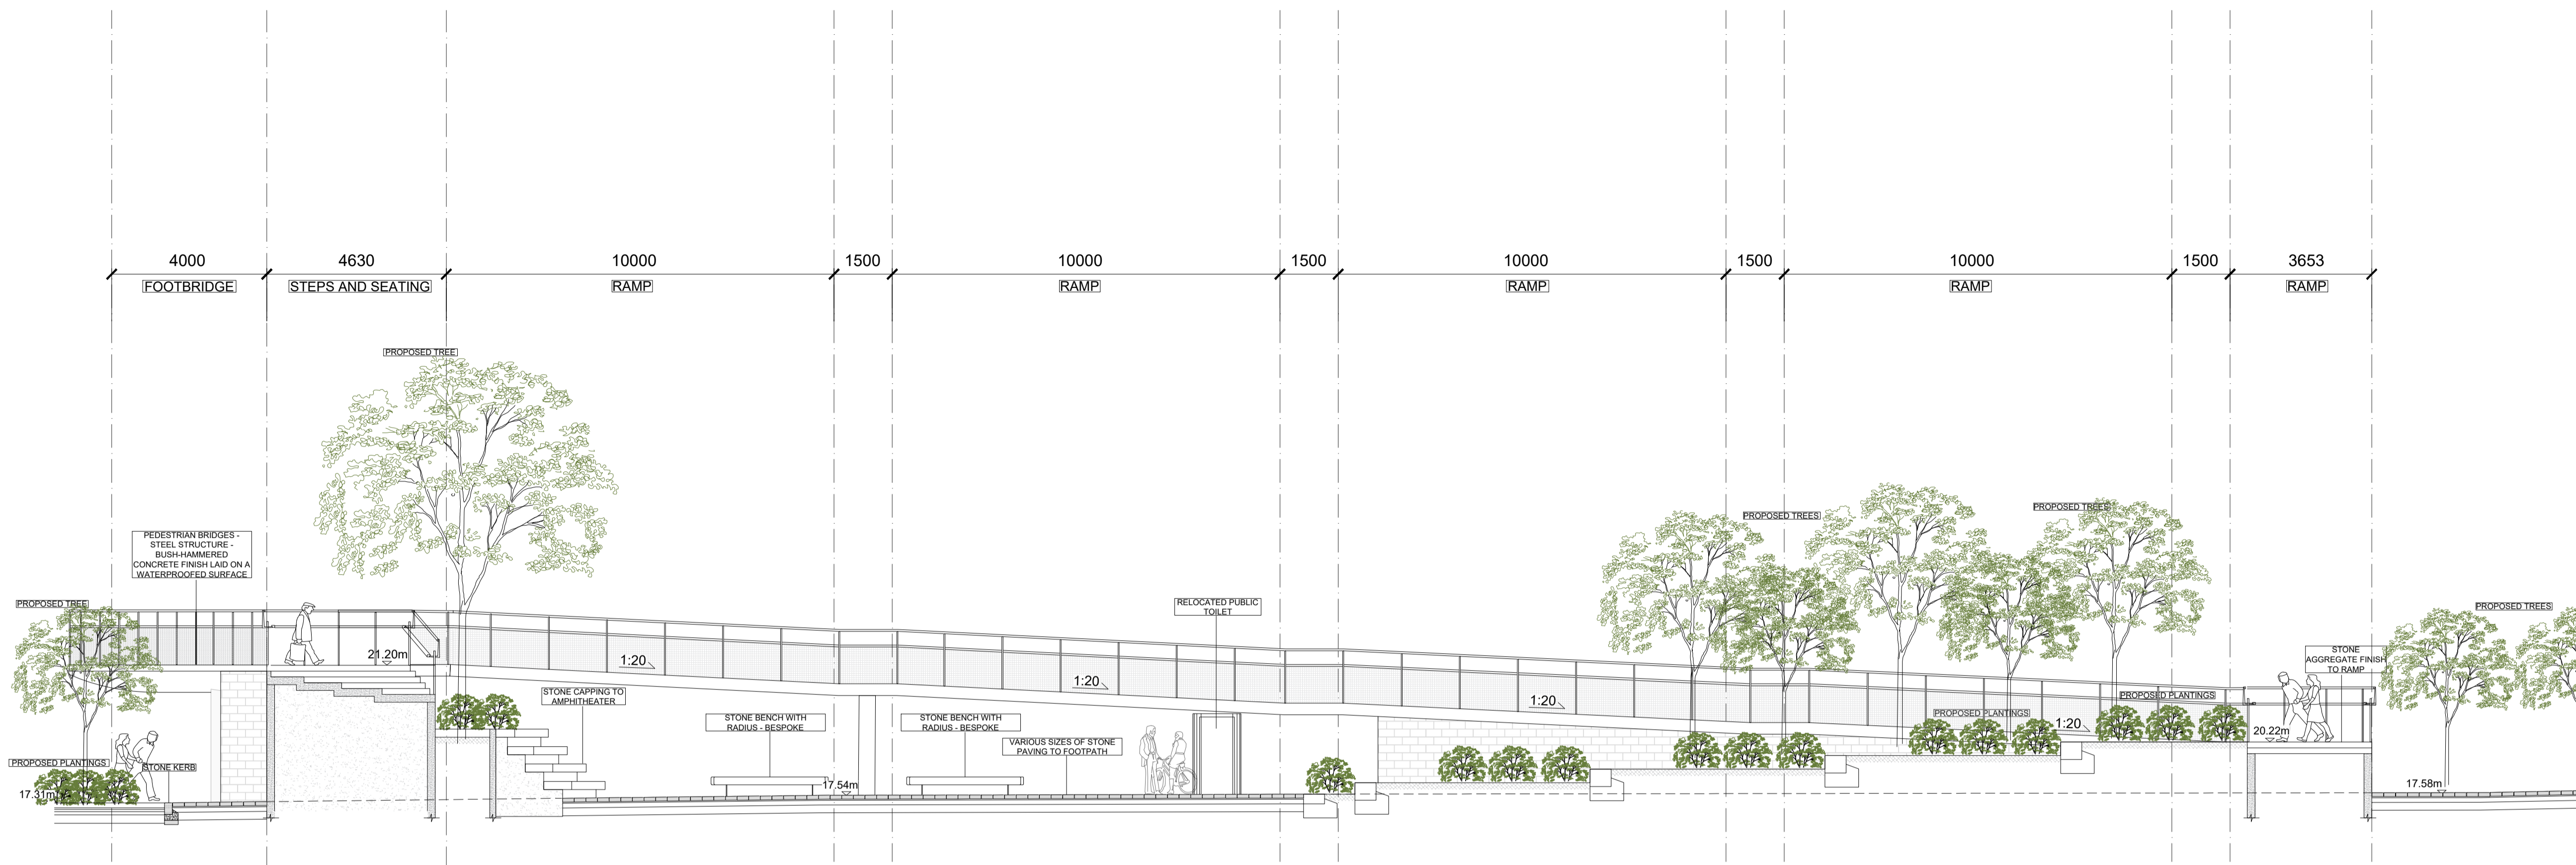 4000
4630
10000
1500
10000
1500
10000
1500
10000
1500
3653
FOOTBRIDGE
STEPS AND SEATING
RAMP
RAMP
RAMP
RAMP
RAMP
PROPOSED TREE
PROPOSED TREES
PROPOSED TREES
PEDESTRIAN BRIDGES -
STEEL STRUCTURE -
BUSH-HAMMERED
CONCRETE FINISH LAID ON A
WATERPROOFED SURFACE
PROPOSED TREE
RELOCATED PUBLIC
TOILET
PROPOSED TREES
21.20m
1:20
1:20
1:20
1:20
STONE
AGGREGATE FINISH
TO RAMP
STONE CAPPING TO
AMPHITHEATER
STONE BENCH WITH
RADIUS - BESPOKE
STONE BENCH WITH
RADIUS - BESPOKE
VARIOUS SIZES OF STONE
PAVING TO FOOTPATH
PROPOSED PLANTINGS
PROPOSED PLANTINGS
20.22m
PROPOSED PLANTINGS
STONE KERB
17.31m
17.54m
17.58m